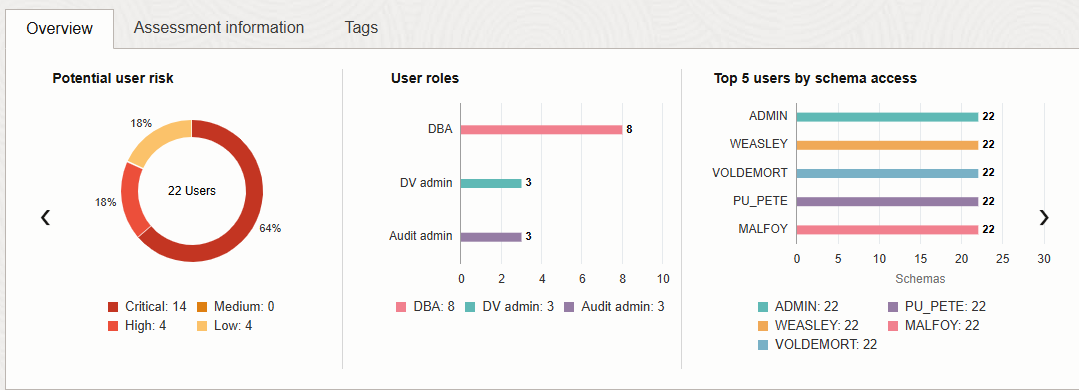 Overview
Assessment information
Tags
Potential user risk
18%
22 Users
18%
64%
Critical: 14
Medium: 0
High: 4
Low: 4
User roles
DBA
8
DV admin
3
Audit admin
3
0 2 4 6 8 10
DBA: 8
DV admin: 3
Audit admin: 3
Top 5 users by schema access
ADMIN
22
WEASLEY
22
VOLDEMORT
22
PU_PETE
22
MALFOY
22
0 5 10 15 20 25 30
Schemas
ADMIN: 22
PU_PETE: 22
WEASLEY: 22
MALFOY: 22
VOLDEMORT: 22